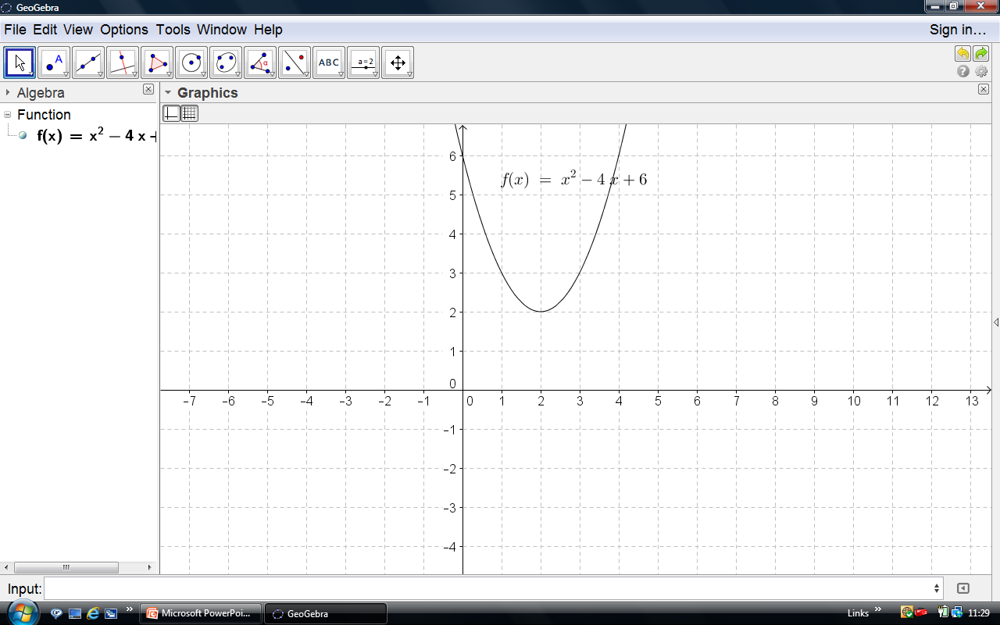 GeoGebra
File Edit View Options Tools Window Help Sign in...
A α ABC a=2
Algebra
Graphics
Function
f(x) = x² − 4 x +
f(x) = x² − 4 x + 6
6
5
4
3
2
1
0
−7 −6 −5 −4 −3 −2 −1 0 1 2 3 4 5 6 7 8 9 10 11 12 13
−1
−2
−3
−4
Input:
Microsoft PowerPoi... GeoGebra Links 11:29